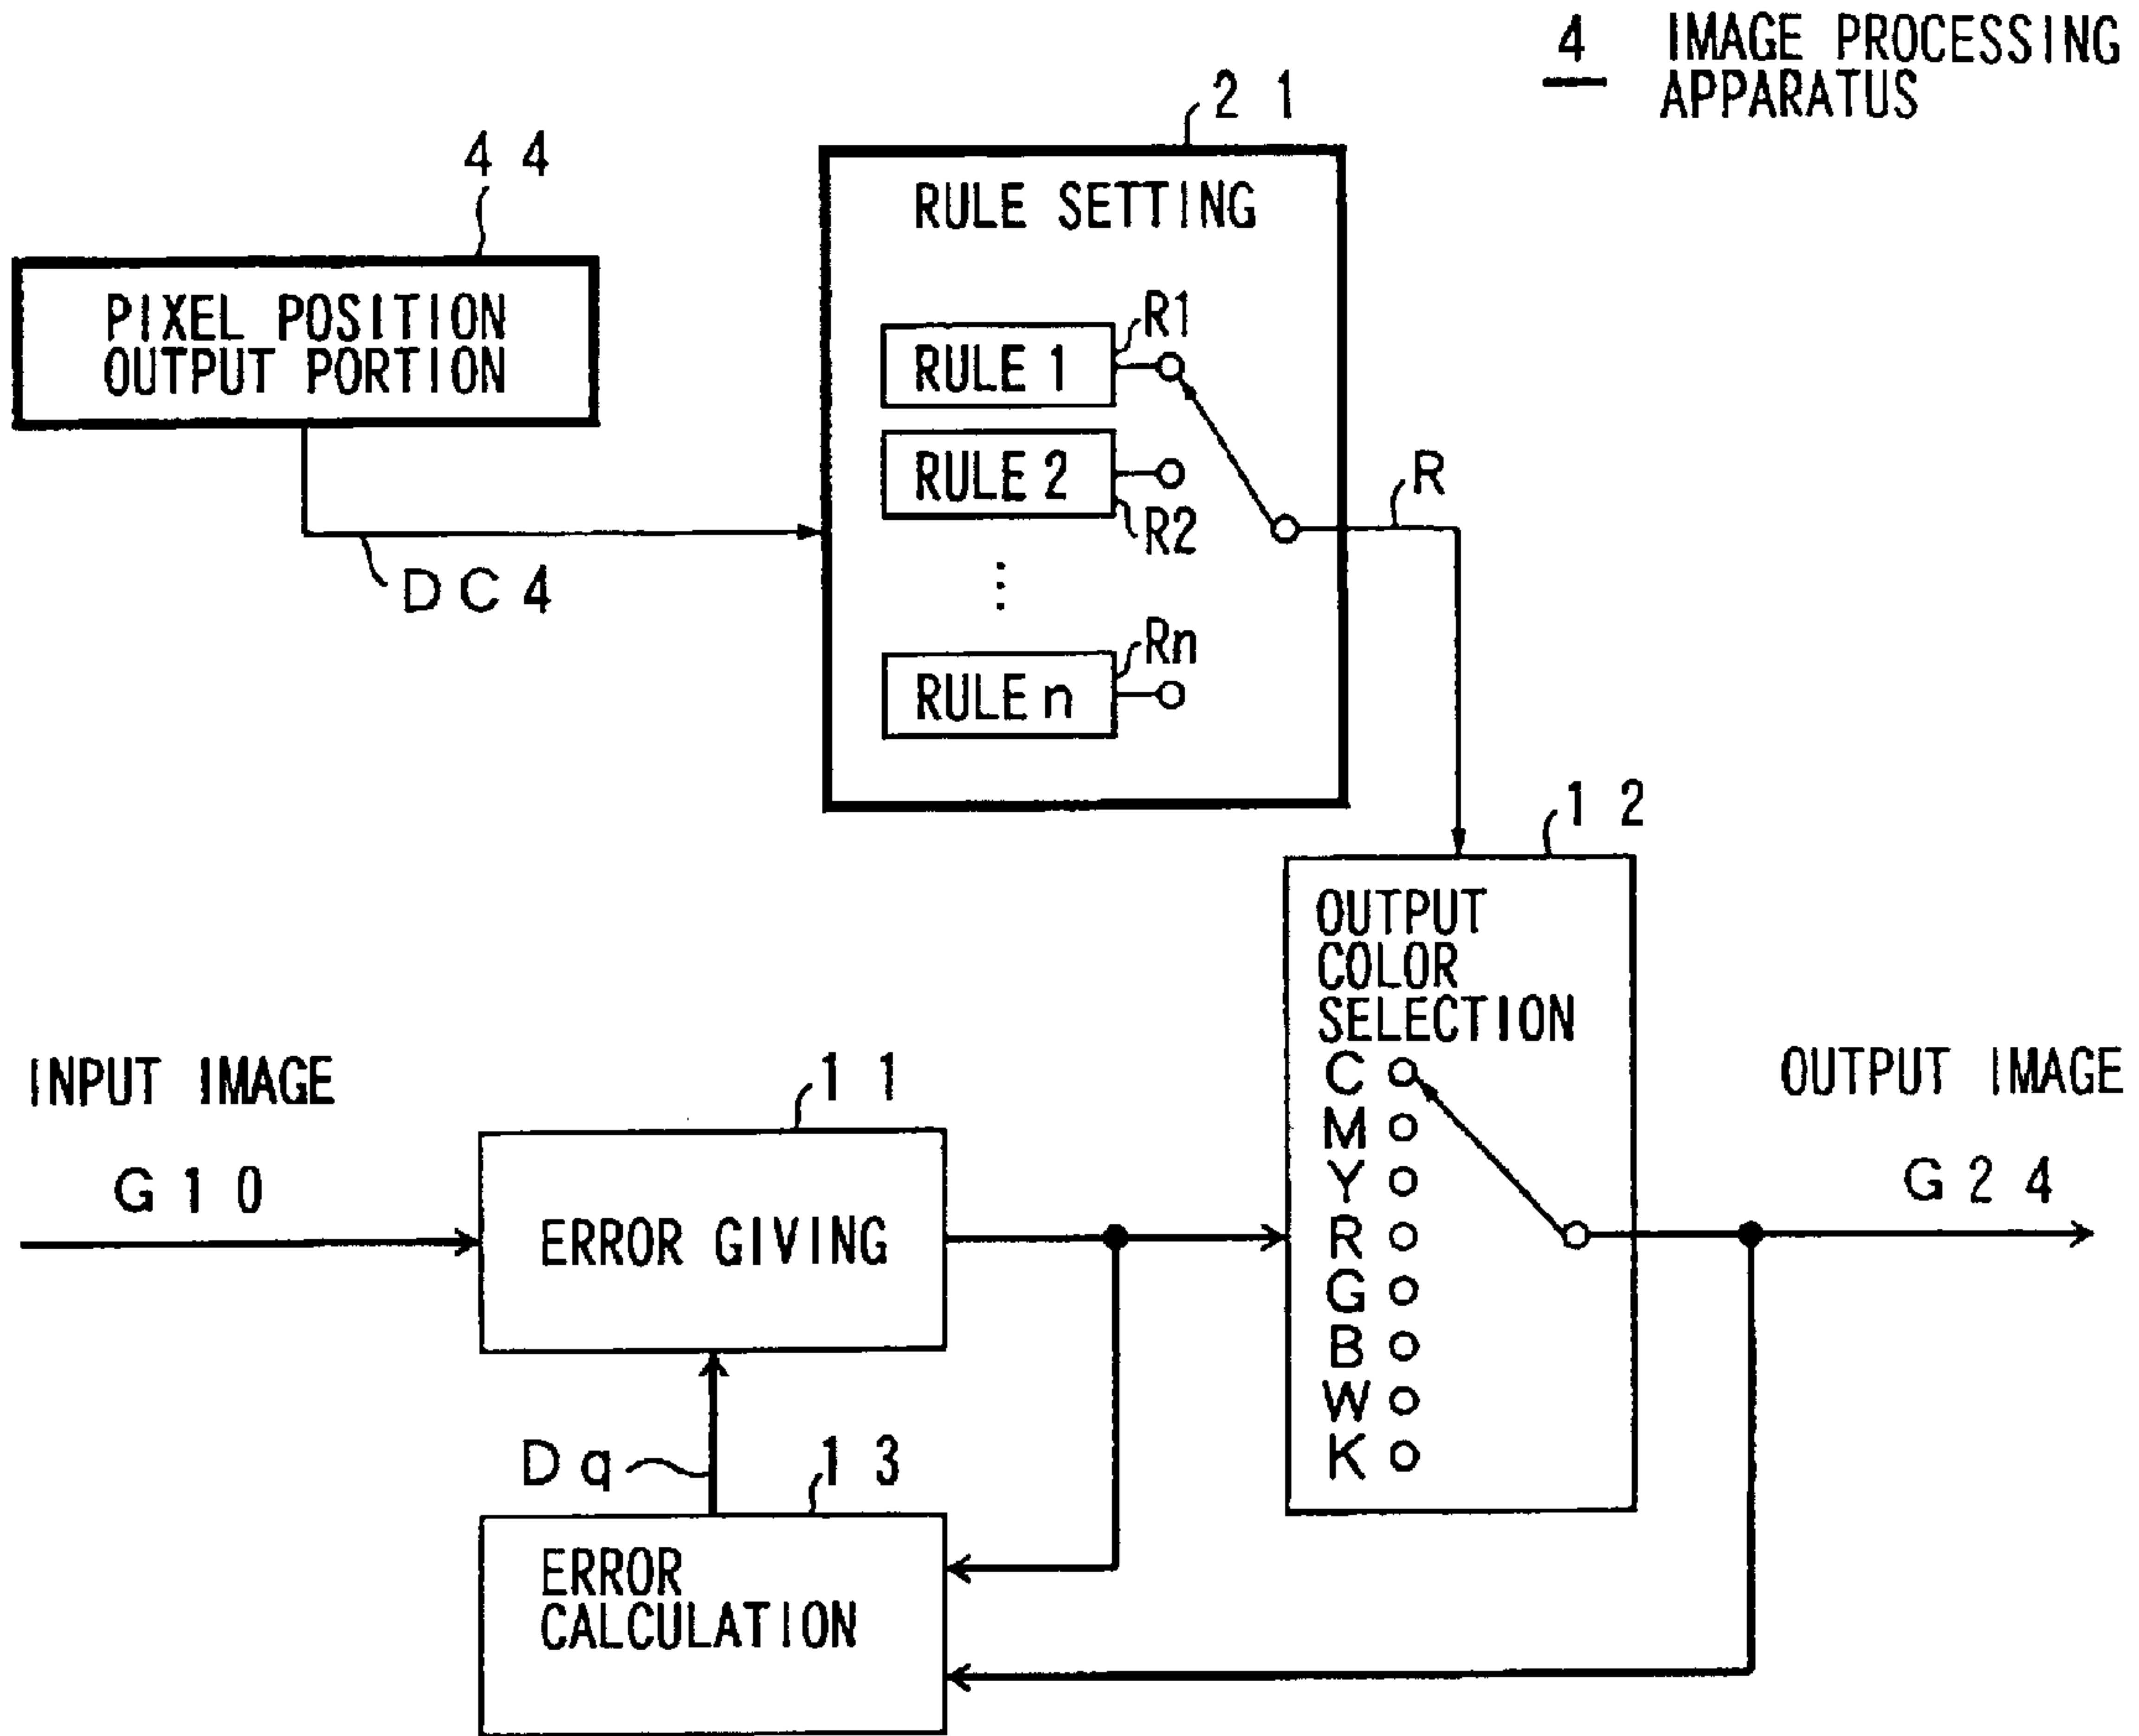 4 IMAGE PROCESSING
APPARATUS
21
44
RULE SETTING
PIXEL POSITION
OUTPUT PORTION
R1
RULE 1
RULE 2
R2
R
DC4
⋮
Rn
RULE n
12
OUTPUT
COLOR
SELECTION
C
M
Y
R
G
B
W
K
INPUT IMAGE
G10
11
ERROR GIVING
OUTPUT IMAGE
G24
Dq
13
ERROR
CALCULATION